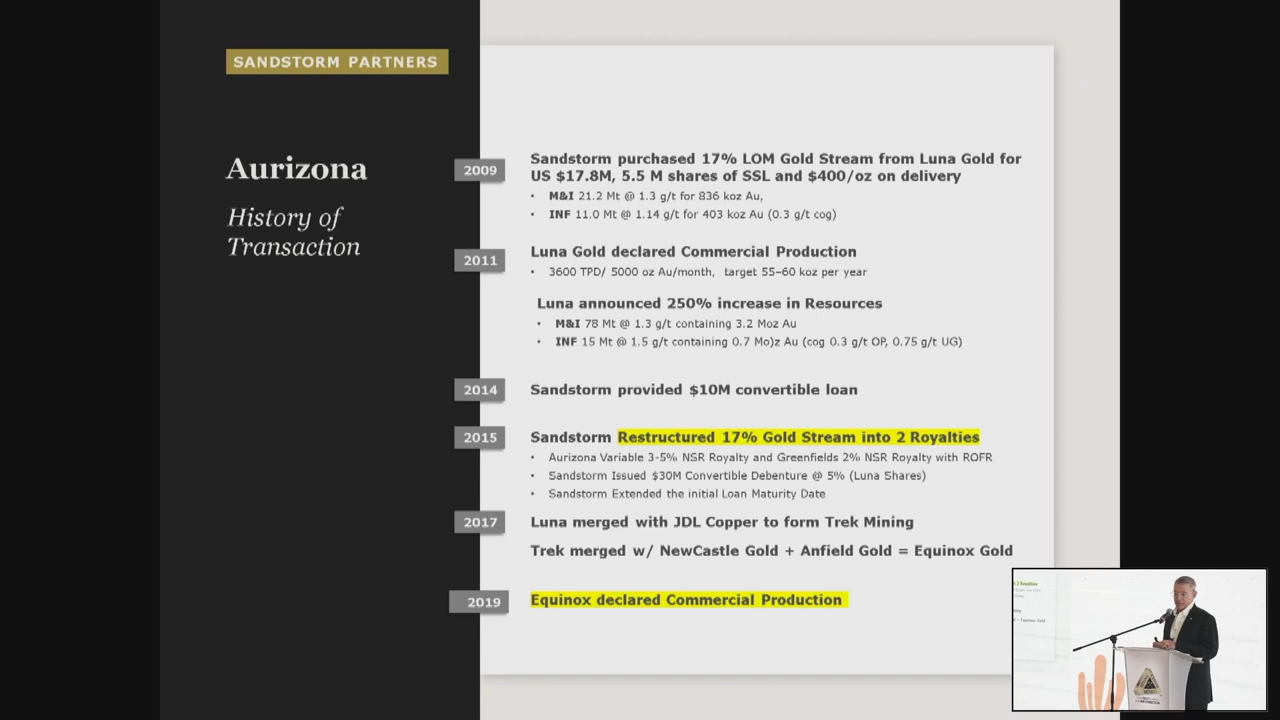 SANDSTORM PARTNERS
Aurizona
History of
Transaction
2009
Sandstorm purchased 17% LOM Gold Stream from Luna Gold for
US $17.8M, 5.5 M shares of SSL and $400/oz on delivery
• M&I 21.2 Mt @ 1.3 g/t for 836 koz Au,
• INF 11.0 Mt @ 1.14 g/t for 403 koz Au (0.3 g/t cog)
2011
Luna Gold declared Commercial Production
• 3600 TPD/ 5000 oz Au/month, target 55–60 koz per year
Luna announced 250% increase in Resources
• M&I 78 Mt @ 1.3 g/t containing 3.2 Moz Au
• INF 15 Mt @ 1.5 g/t containing 0.7 Mo)z Au (cog 0.3 g/t OP, 0.75 g/t UG)
2014
Sandstorm provided $10M convertible loan
2015
Sandstorm Restructured 17% Gold Stream into 2 Royalties
• Aurizona Variable 3-5% NSR Royalty and Greenfields 2% NSR Royalty with ROFR
• Sandstorm Issued $30M Convertible Debenture @ 5% (Luna Shares)
• Sandstorm Extended the initial Loan Maturity Date
2017
Luna merged with JDL Copper to form Trek Mining
Trek merged w/ NewCastle Gold + Anfield Gold = Equinox Gold
2019
Equinox declared Commercial Production
2 Royalties
= Equinox Gold